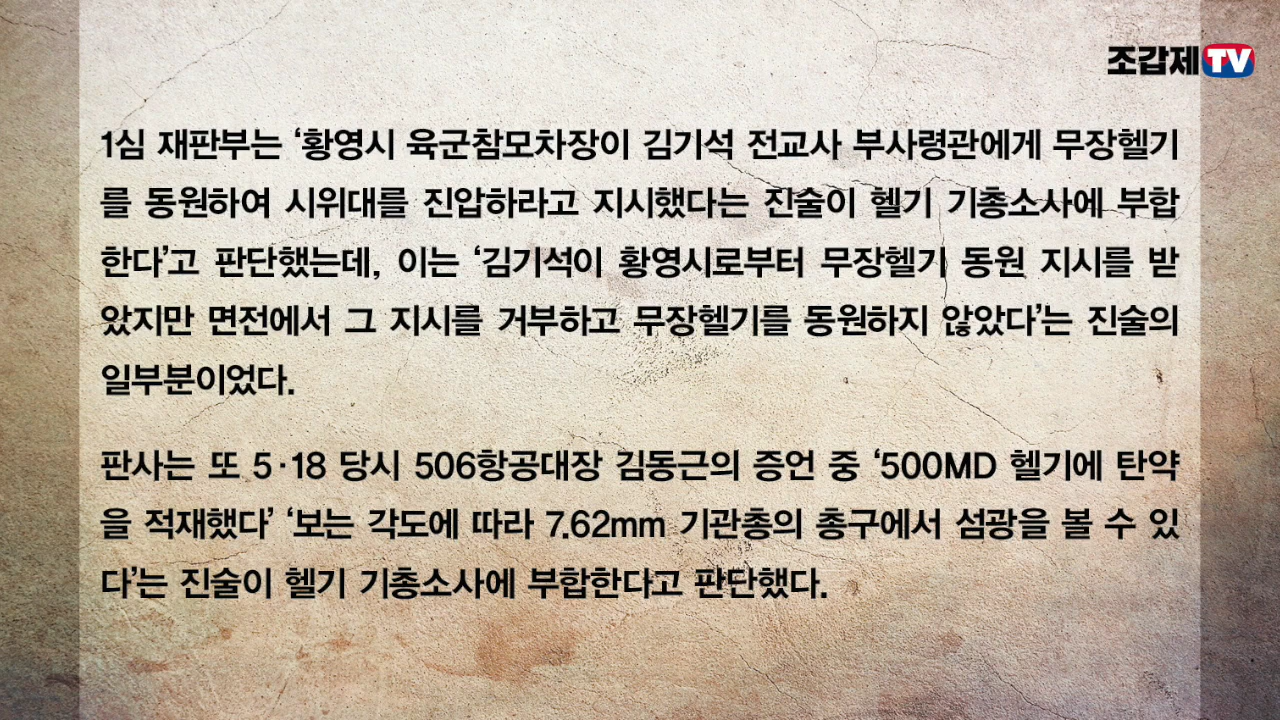 조갑제TV
1심 재판부는 ‘황영시 육군참모차장이 김기석 전교사 부사령관에게 무장헬기
를 동원하여 시위대를 진압하라고 지시했다는 진술이 헬기 기총소사에 부합
한다’고 판단했는데, 이는 ‘김기석이 황영시로부터 무장헬기 동원 지시를 받
았지만 면전에서 그 지시를 거부하고 무장헬기를 동원하지 않았다’는 진술의
일부분이었다.
판사는 또 5·18 당시 506항공대장 김동근의 증언 중 ‘500MD 헬기에 탄약
을 적재했다’ ‘보는 각도에 따라 7.62mm 기관총의 총구에서 섬광을 볼 수 있
다’는 진술이 헬기 기총소사에 부합한다고 판단했다.